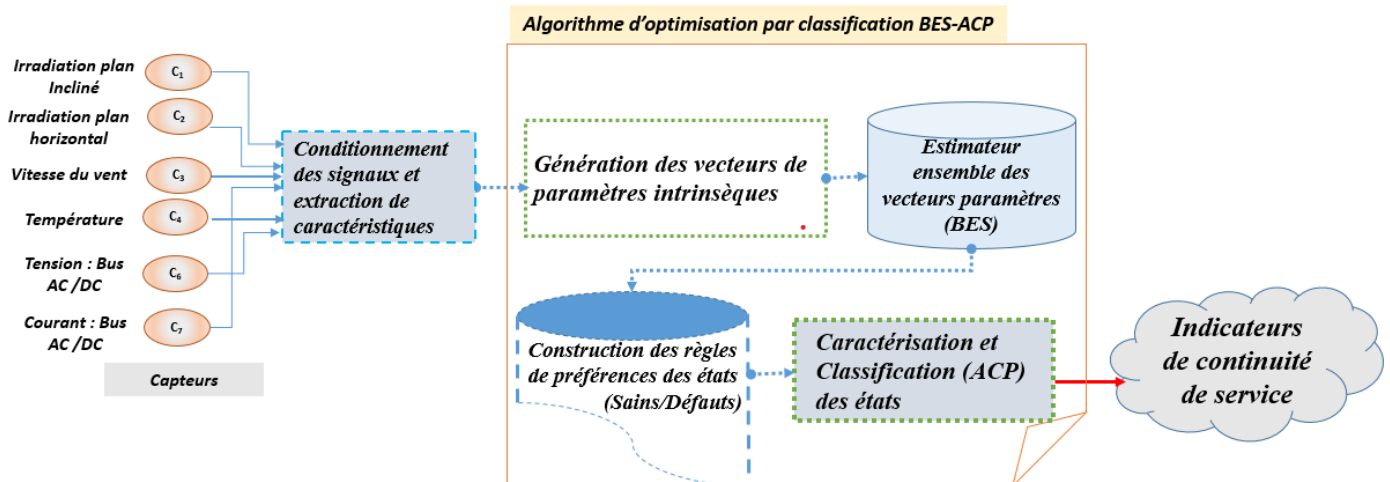 Algorithme d'optimisation par classification BES-ACP
Irradiation plan
Incliné
C1
Irradiation plan
horizontal
C2
Vitesse du vent
C3
Température
C4
Tension : Bus
AC /DC
C6
Courant : Bus
AC /DC
C7
Capteurs
Conditionnement
des signaux et
extraction de
caractéristiques
Génération des vecteurs de
paramètres intrinsèques
Estimateur
ensemble des
vecteurs paramètres
(BES)
Construction des règles
de préférences des états
(Sains/Défauts)
Caractérisation et
Classification (ACP)
des états
Indicateurs
de continuité
de service